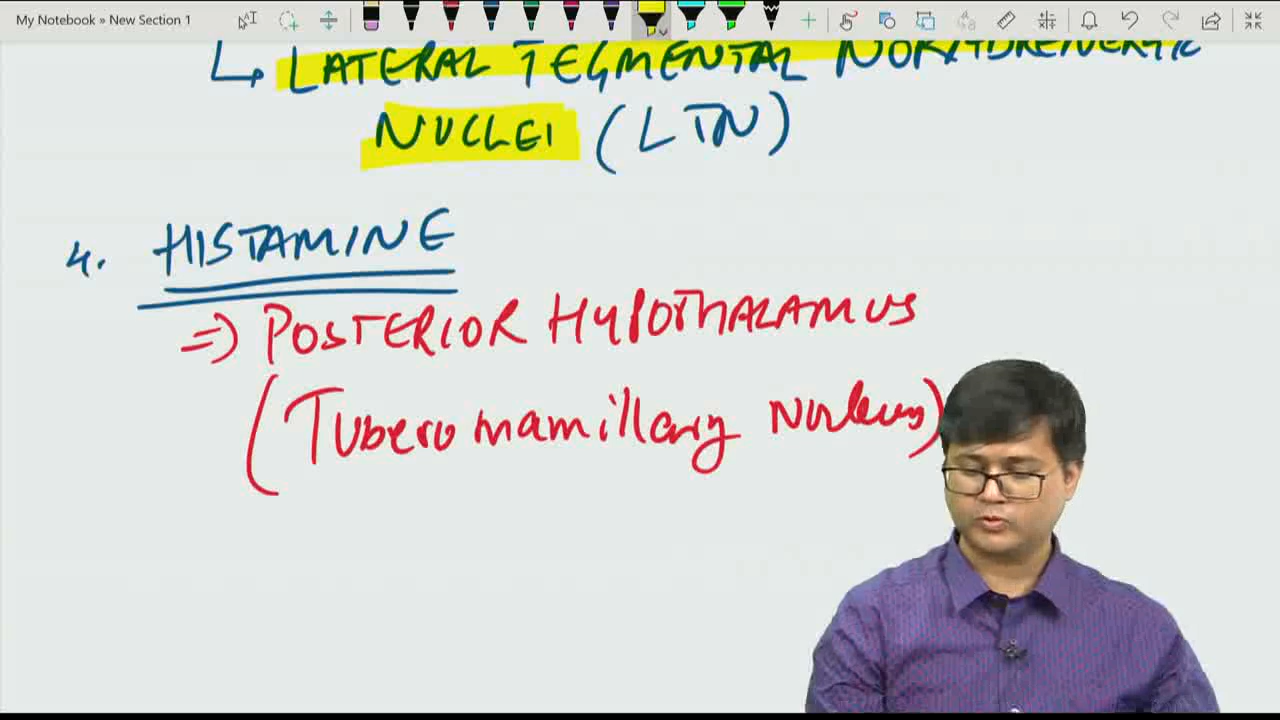 My Notebook » New Section 1
↳ LATERAL TEGMENTAL NORADRENERGIC
NUCLEI (LTN)
4. HISTAMINE
=> POSTERIOR HYPOTHALAMUS
(Tuberomamillary Nucleus)